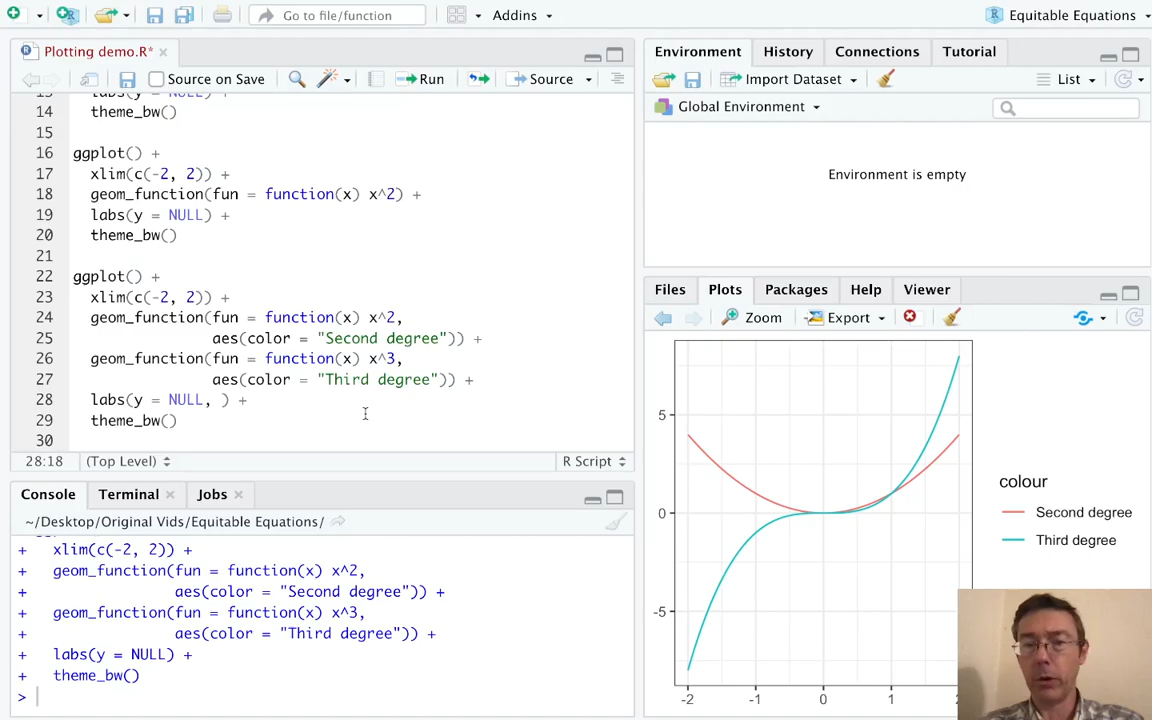 Go to file/function
Addins
Equitable Equations
Plotting demo.R*
Source on Save
Run
Source
13 labs(y = NULL) +
14 theme_bw()
15
16 ggplot() +
17 xlim(c(-2, 2)) +
18 geom_function(fun = function(x) x^2) +
19 labs(y = NULL) +
20 theme_bw()
21
22 ggplot() +
23 xlim(c(-2, 2)) +
24 geom_function(fun = function(x) x^2,
25 aes(color = "Second degree")) +
26 geom_function(fun = function(x) x^3,
27 aes(color = "Third degree")) +
28 labs(y = NULL, ) +
29 theme_bw()
30
28:18 (Top Level) R Script
Console Terminal Jobs
~/Desktop/Original Vids/Equitable Equations/
+ xlim(c(-2, 2)) +
+ geom_function(fun = function(x) x^2,
+ aes(color = "Second degree")) +
+ geom_function(fun = function(x) x^3,
+ aes(color = "Third degree")) +
+ labs(y = NULL) +
+ theme_bw()
>
Environment History Connections Tutorial
Import Dataset List
Global Environment
Environment is empty
Files Plots Packages Help Viewer
Zoom Export
5
0
-5
-2 -1 0 1 2
colour
Second degree
Third degree